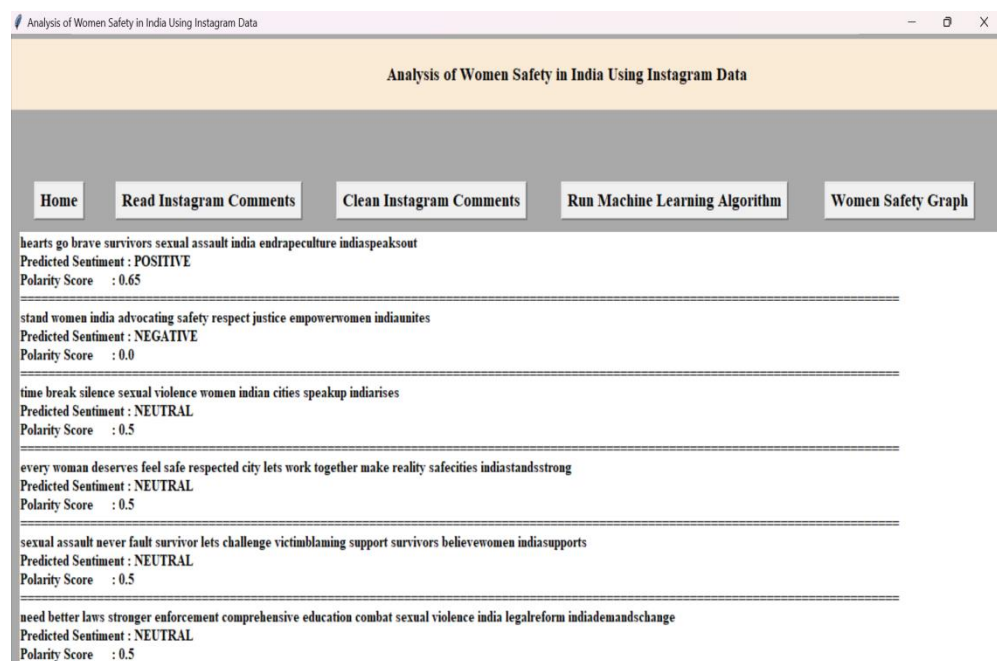 Analysis of Women Safety in India Using Instagram Data
Analysis of Women Safety in India Using Instagram Data
Home Read Instagram Comments Clean Instagram Comments Run Machine Learning Algorithm Women Safety Graph
hearts go brave survivors sexual assault india endrapeculture indiaspeaksout
Predicted Sentiment : POSITIVE
Polarity Score : 0.65
stand women india advocating safety respect justice empowerwomen indiaunites
Predicted Sentiment : NEGATIVE
Polarity Score : 0.0
time break silence sexual violence women indian cities speakup indiarises
Predicted Sentiment : NEUTRAL
Polarity Score : 0.5
every woman deserves feel safe respected city lets work together make reality safecities indiastandsstrong
Predicted Sentiment : NEUTRAL
Polarity Score : 0.5
sexual assault never fault survivor lets challenge victimblaming support survivors believewomen indiasupports
Predicted Sentiment : NEUTRAL
Polarity Score : 0.5
need better laws stronger enforcement comprehensive education combat sexual violence india legalreform indiademandschange
Predicted Sentiment : NEUTRAL
Polarity Score : 0.5